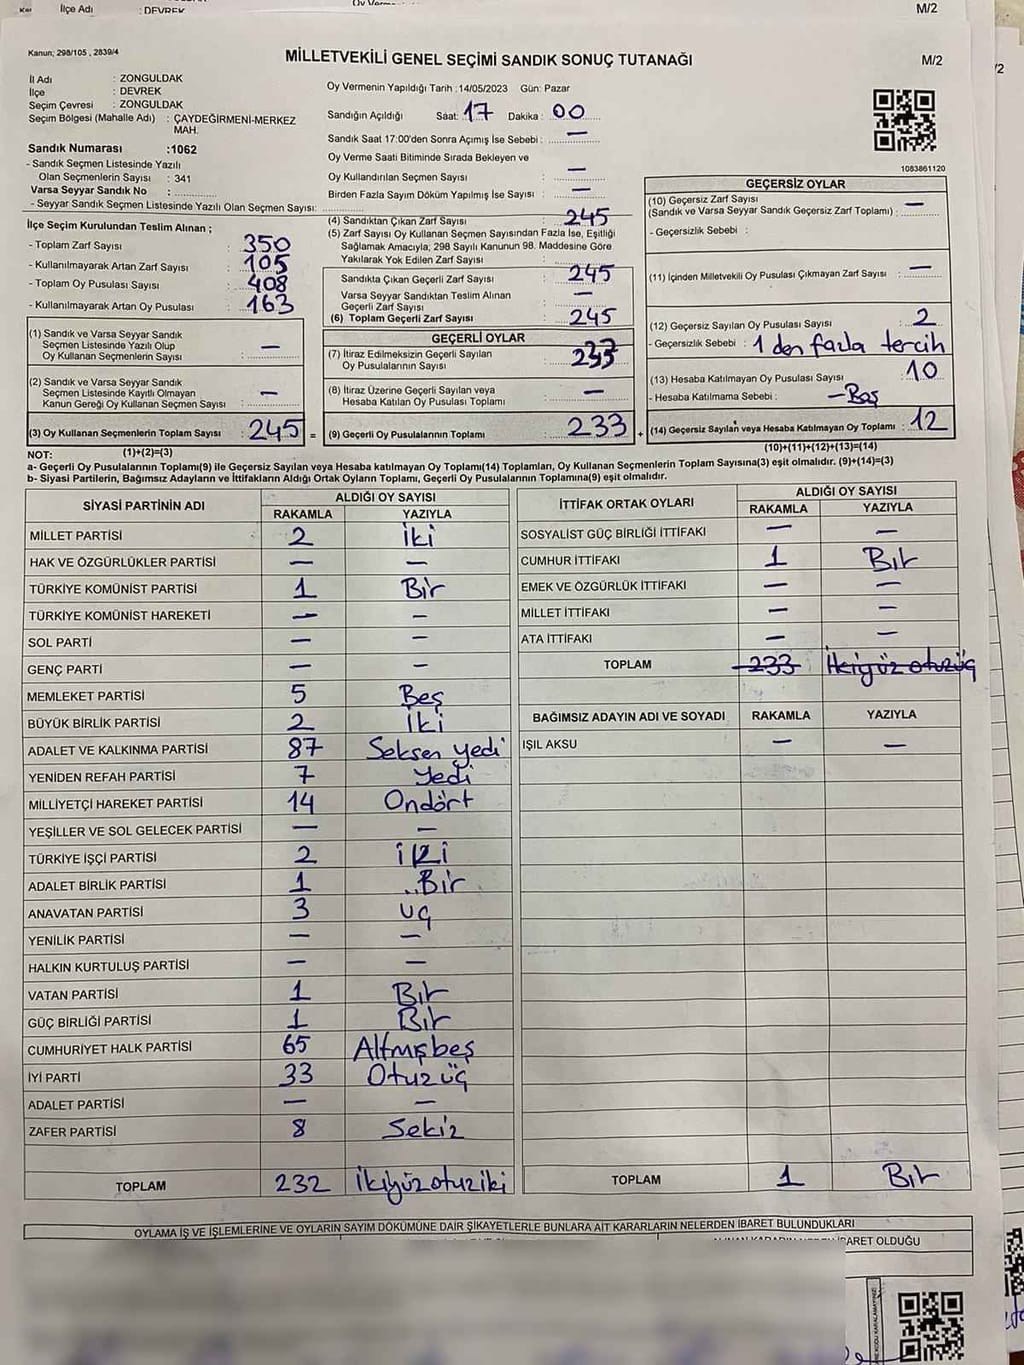 İlçe Adı : DEVREK
M/2
Kanun; 298/105 , 2839/4
MİLLETVEKİLİ GENEL SEÇİMİ SANDIK SONUÇ TUTANAĞI
M/2
İl Adı : ZONGULDAK
İlçe : DEVREK
Seçim Çevresi : ZONGULDAK
Seçim Bölgesi (Mahalle Adı) : ÇAYDEĞİRMENİ-MERKEZ
MAH.
Sandık Numarası :1062
- Sandık Seçmen Listesinde Yazılı
Olan Seçmenlerin Sayısı : 341
Varsa Seyyar Sandık No :
- Seyyar Sandık Seçmen Listesinde Yazılı Olan Seçmen Sayısı:
Oy Vermenin Yapıldığı Tarih :14/05/2023 Gün: Pazar
Sandığın Açıldığı Saat: 17 Dakika : 00
Sandık Saat 17:00'den Sonra Açımış İse Sebebi : —
Oy Verme Saati Bitiminde Sırada Bekleyen ve
Oy Kullandırılan Seçmen Sayısı : —
Birden Fazla Sayım Döküm Yapılmış İse Sayısı : —
1083861120
İlçe Seçim Kurulundan Teslim Alınan ;
- Toplam Zarf Sayısı : 350
- Kullanılmayarak Artan Zarf Sayısı : 105
- Toplam Oy Pusulası Sayısı : 408
- Kullanılmayarak Artan Oy Pusulası : 163
(4) Sandıktan Çıkan Zarf Sayısı : 245
(5) Zarf Sayısı Oy Kullanan Seçmen Sayısından Fazla İse, Eşitliği
Sağlamak Amacıyla; 298 Sayılı Kanunun 98. Maddesine Göre
Yakılarak Yok Edilen Zarf Sayısı :
Sandıkta Çıkan Geçerli Zarf Sayısı : 245
Varsa Seyyar Sandıktan Teslim Alınan
Geçerli Zarf Sayısı : —
(6) Toplam Geçerli Zarf Sayısı : 245
GEÇERSİZ OYLAR
(10) Geçersiz Zarf Sayısı
(Sandık ve Varsa Seyyar Sandık Geçersiz Zarf Toplamı) : —
- Geçersizlik Sebebi :
(11) İçinden Milletvekili Oy Pusulası Çıkmayan Zarf Sayısı : —
(12) Geçersiz Sayılan Oy Pusulası Sayısı : 2
- Geçersizlik Sebebi : 1 den fazla tercih
(13) Hesaba Katılmayan Oy Pusulası Sayısı : 10
- Hesaba Katılmama Sebebi : — Boş
(14) Geçersiz Sayılan veya Hesaba Katılmayan Oy Toplamı : 12
(10)+(11)+(12)+(13)=(14)
(1) Sandık ve Varsa Seyyar Sandık
Seçmen Listesinde Yazılı Olup
Oy Kullanan Seçmenlerin Sayısı : —
(2) Sandık ve Varsa Seyyar Sandık
Seçmen Listesinde Kayıtlı Olmayan
Kanun Gereği Oy Kullanan Seçmen Sayısı : —
(3) Oy Kullanan Seçmenlerin Toplam Sayısı : 245 =
(1)+(2)=(3)
GEÇERLİ OYLAR
(7) İtiraz Edilmeksizin Geçerli Sayılan
Oy Pusulalarının Sayısı : 233
(8) İtiraz Üzerine Geçerli Sayılan veya
Hesaba Katılan Oy Pusulası Toplamı : —
(9) Geçerli Oy Pusulalarının Toplamı : 233 +
NOT:
a- Geçerli Oy Pusulalarının Toplamı(9) ile Geçersiz Sayılan veya Hesaba katılmayan Oy Toplamı(14) Toplamları, Oy Kullanan Seçmenlerin Toplam Sayısına(3) eşit olmalıdır. (9)+(14)=(3)
b- Siyasi Partilerin, Bağımsız Adayların ve İttifakların Aldığı Ortak Oyların Toplamı, Geçerli Oy Pusulalarının Toplamına(9) eşit olmalıdır.
SİYASİ PARTİNİN ADI ALDIĞI OY SAYISI
RAKAMLA YAZIYLA
MİLLET PARTİSİ 2 iki
HAK VE ÖZGÜRLÜKLER PARTİSİ — —
TÜRKİYE KOMÜNİST PARTİSİ 1 Bir
TÜRKİYE KOMÜNİST HAREKETİ — —
SOL PARTİ — —
GENÇ PARTİ — —
MEMLEKET PARTİSİ 5 Beş
BÜYÜK BİRLİK PARTİSİ 2 iki
ADALET VE KALKINMA PARTİSİ 87 Seksen yedi
YENİDEN REFAH PARTİSİ 7 Yedi
MİLLİYETÇİ HAREKET PARTİSİ 14 Ondört
YEŞİLLER VE SOL GELECEK PARTİSİ — —
TÜRKİYE İŞÇİ PARTİSİ 2 iki
ADALET BİRLİK PARTİSİ 1 Bir
ANAVATAN PARTİSİ 3 üç
YENİLİK PARTİSİ — —
HALKIN KURTULUŞ PARTİSİ — —
VATAN PARTİSİ 1 Bir
GÜÇ BİRLİĞİ PARTİSİ 1 Bir
CUMHURİYET HALK PARTİSİ 65 Altmışbeş
İYİ PARTİ 33 Otuzüç
ADALET PARTİSİ — —
ZAFER PARTİSİ 8 Sekiz
TOPLAM 232 ikiyüzotuziki
İTTİFAK ORTAK OYLARI ALDIĞI OY SAYISI
RAKAMLA YAZIYLA
SOSYALİST GÜÇ BİRLİĞİ İTTİFAKI — —
CUMHUR İTTİFAKI 1 Bir
EMEK VE ÖZGÜRLÜK İTTİFAKI — —
MİLLET İTTİFAKI — —
ATA İTTİFAKI — —
TOPLAM 233 ikiyüz otuzüç
BAĞIMSIZ ADAYIN ADI VE SOYADI RAKAMLA YAZIYLA
IŞIL AKSU — —
TOPLAM 1 Bir
OYLAMA İŞ VE İŞLEMLERİNE VE OYLARIN SAYIM DÖKÜMÜNE DAİR ŞİKAYETLERLE BUNLARA AİT KARARLARIN NELERDEN İBARET BULUNDUKLARI
İBARET OLDUĞU